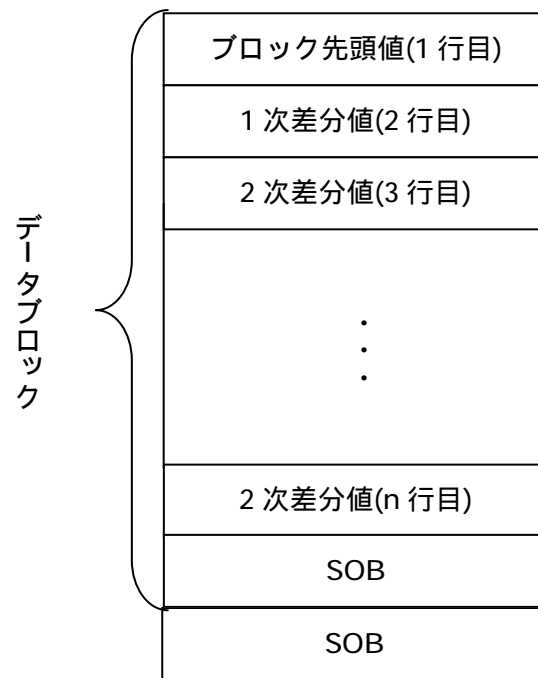 ブロック先頭値(1 行目)
1 次差分値(2 行目)
2 次差分値(3 行目)
データブロック
・
・
・
2 次差分値(n 行目)
SOB
SOB